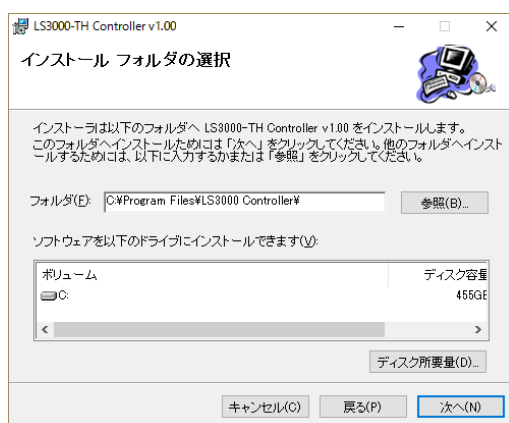 LS3000-TH Controller v1.00
インストール フォルダの選択
インストーラは以下のフォルダへ LS3000-TH Controller v1.00 をインストールします。
このフォルダへインストールためには「次へ」をクリックしてください。他のフォルダへインスト
ールするためには、以下に入力するかまたは「参照」をクリックしてください。
フォルダ(F):
C:¥Program Files¥LS3000 Controller¥
参照(B)...
ソフトウェアを以下のドライブにインストールできます(V):
ボリューム ディスク容量
C: 455GB
ディスク所要量(D)...
キャンセル(C) 戻る(P) 次へ(N)